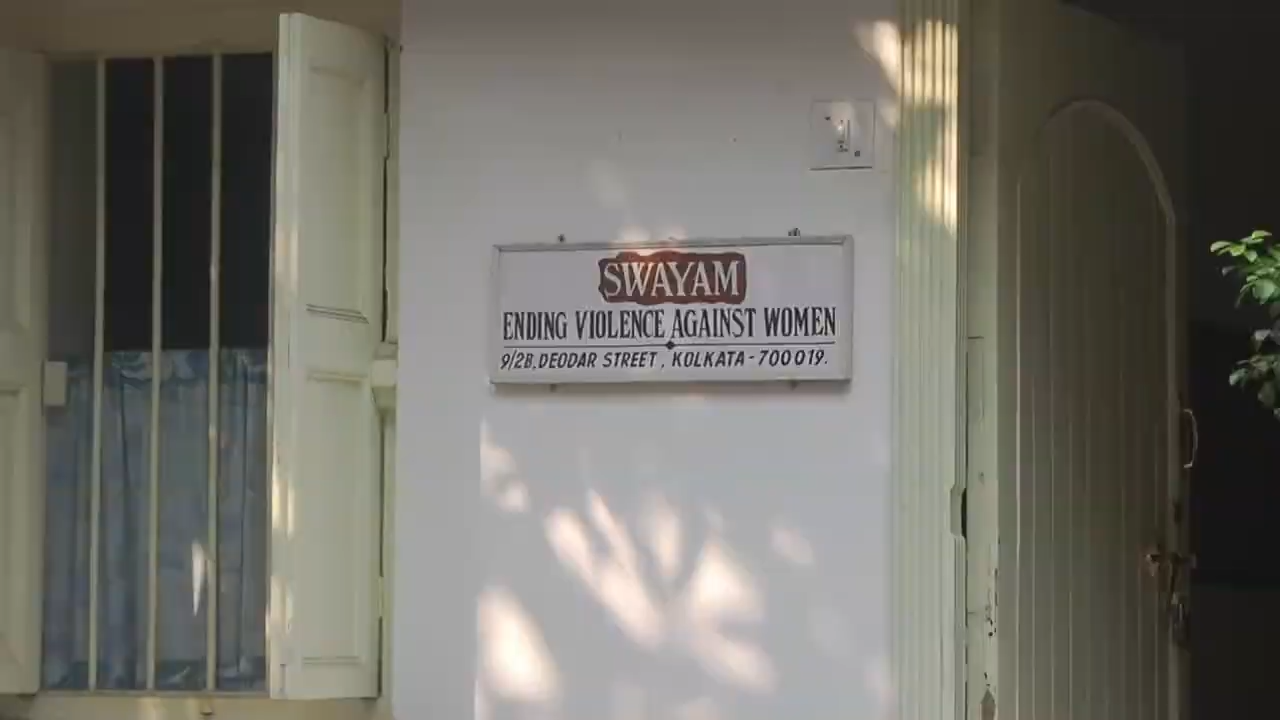 SWAYAM
ENDING VIOLENCE AGAINST WOMEN
9/2B, DEODAR STREET, KOLKATA - 700019.